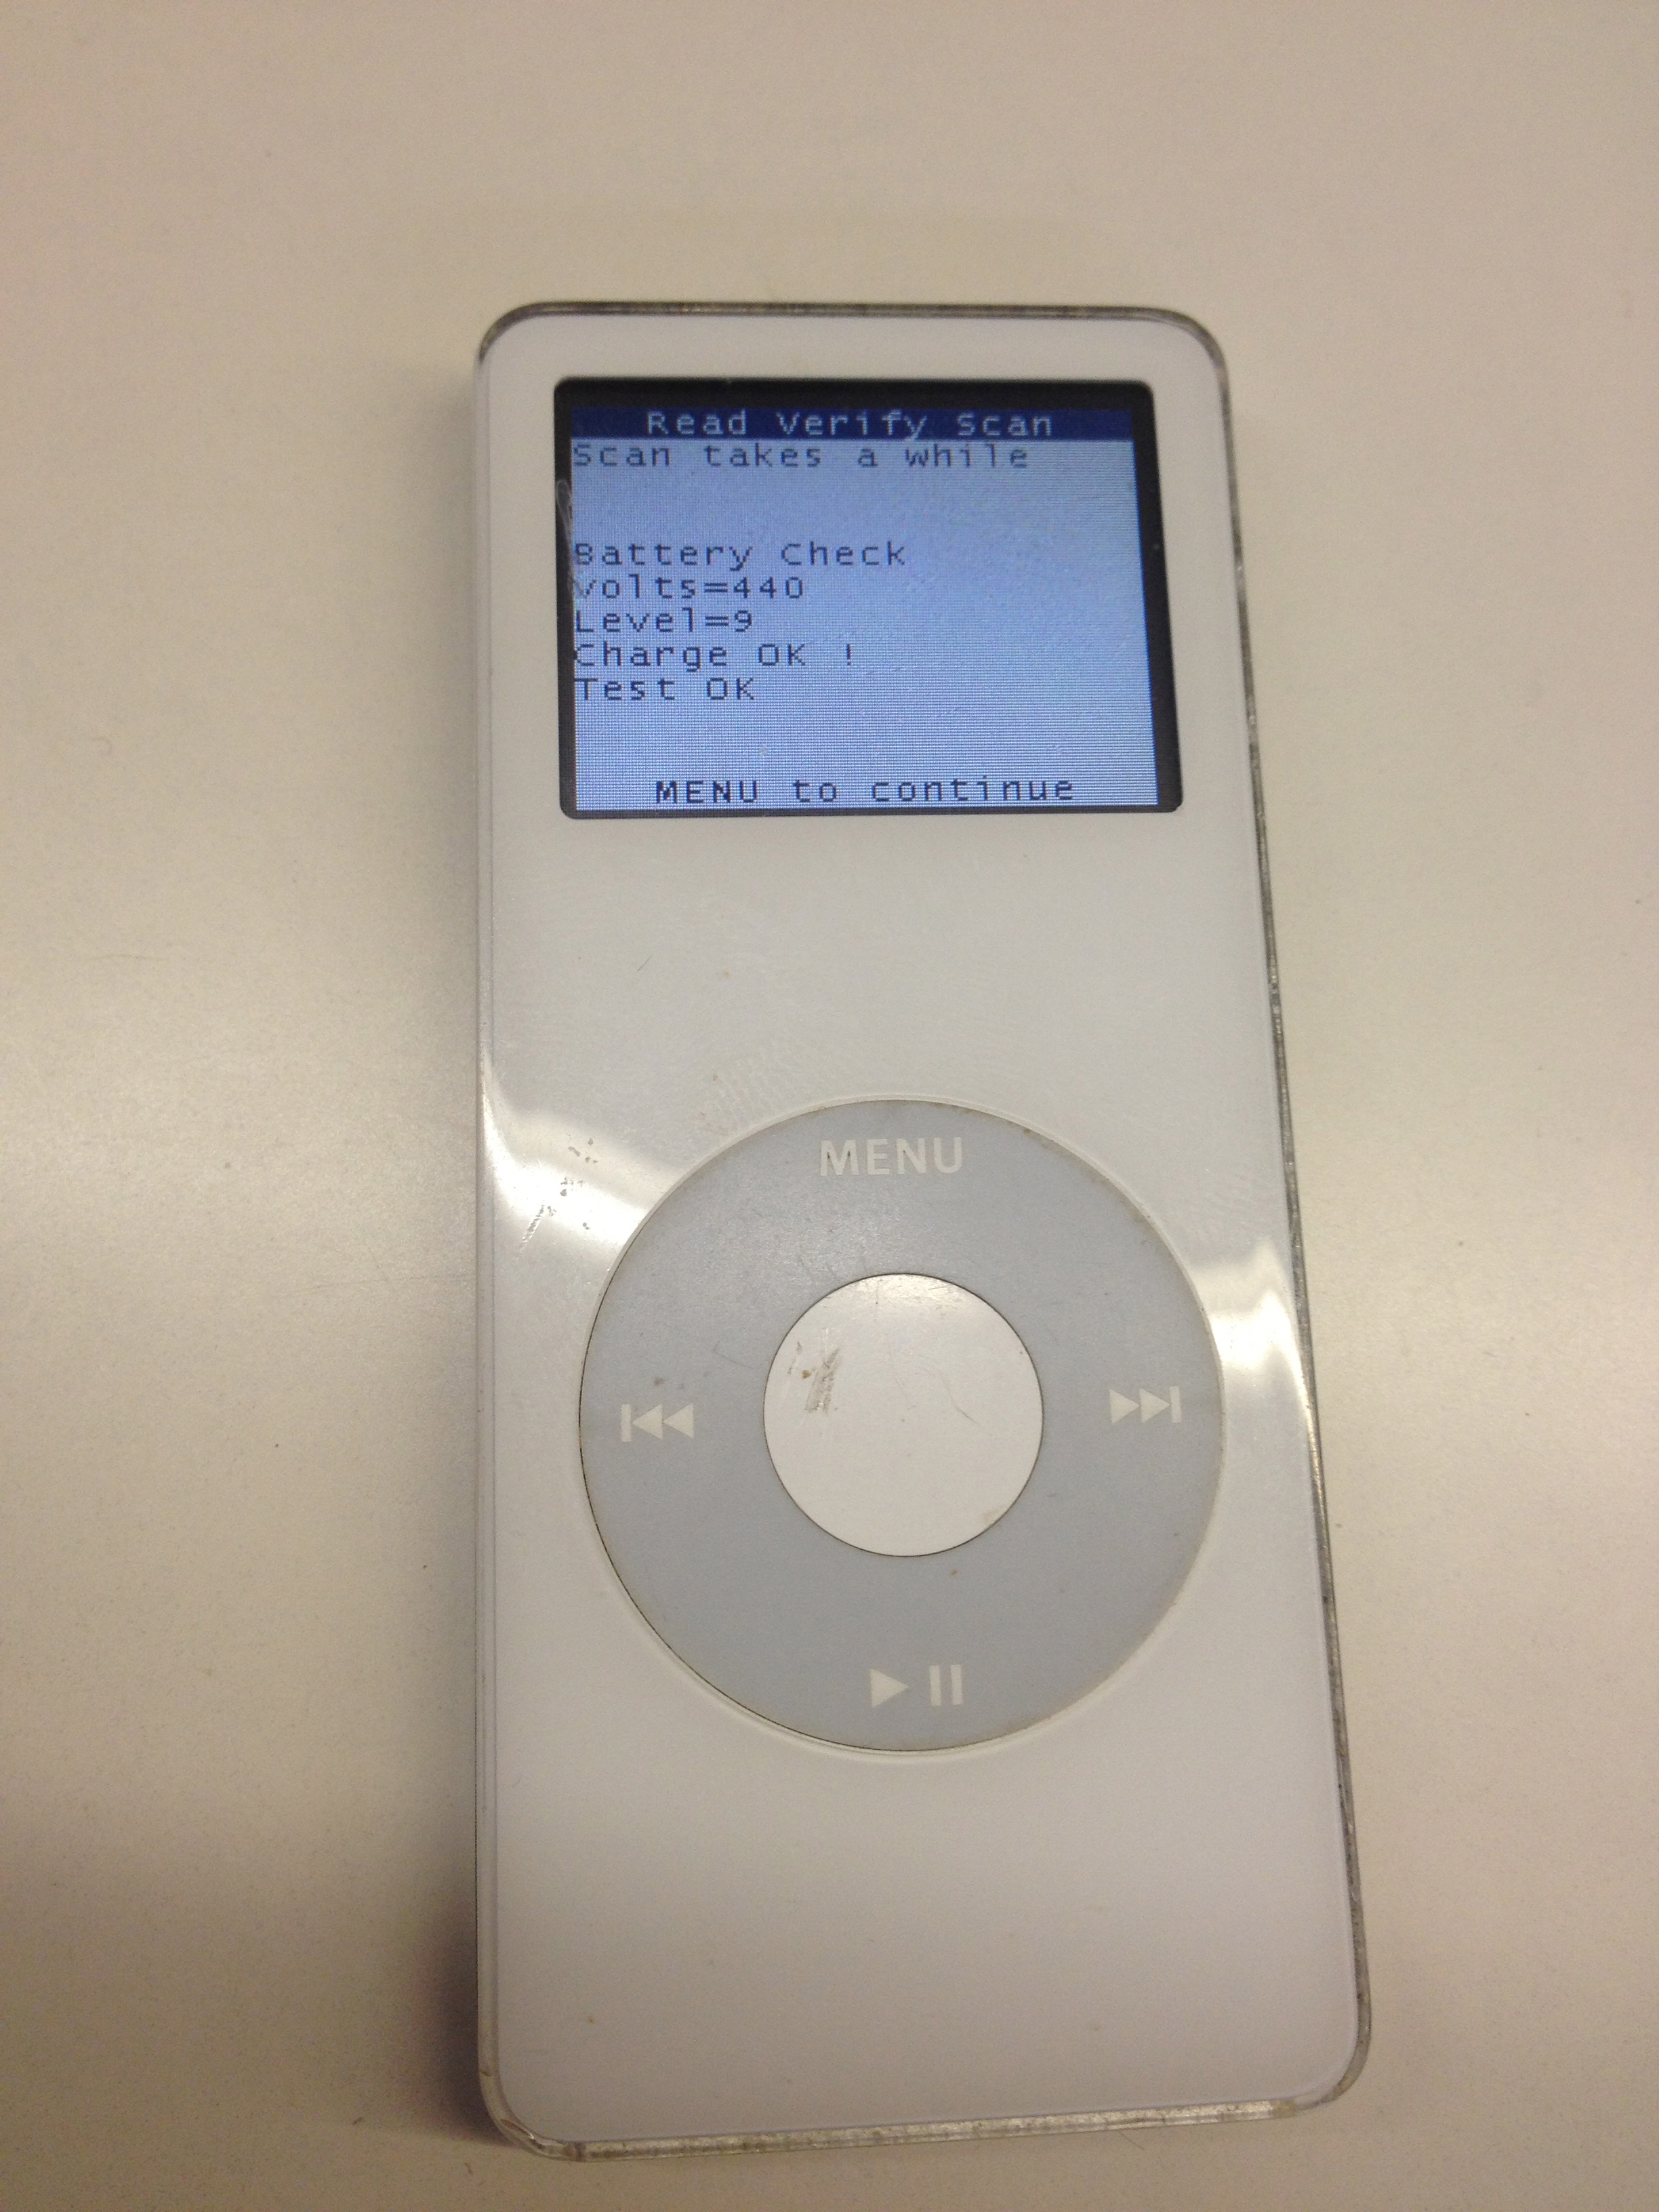 Read Verify Scan
Scan takes a while
Battery Check
Volts=440
Level=9
Charge OK !
Test OK
MENU to continue
MENU